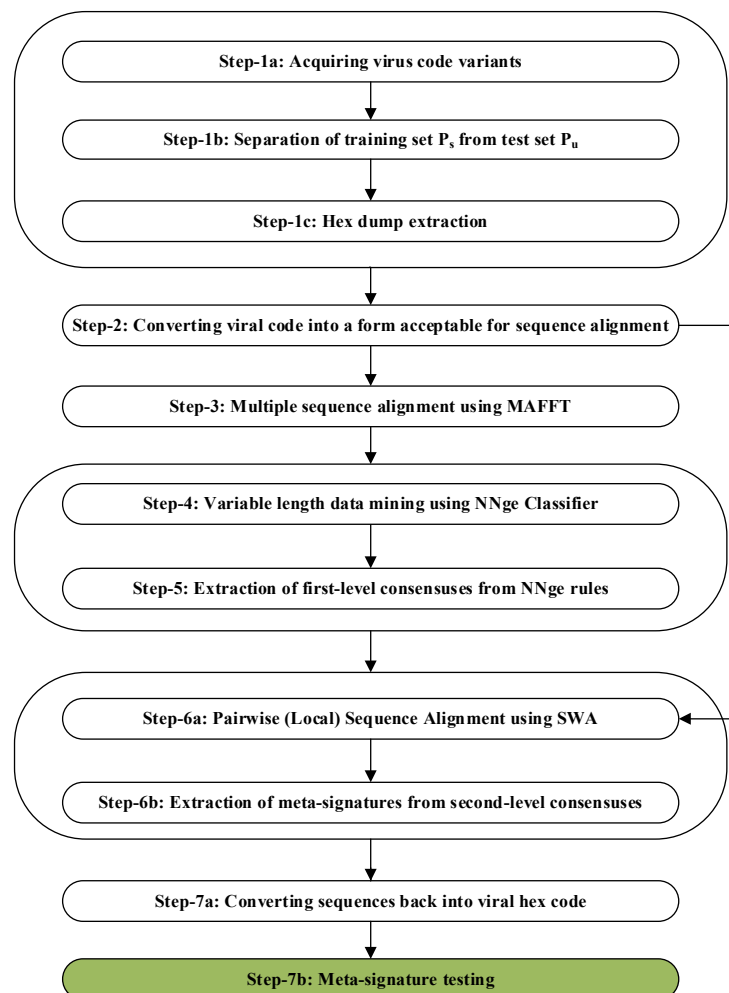 Step-1a: Acquiring virus code variants
Step-1b: Separation of training set Ps from test set Pu
Step-1c: Hex dump extraction
Step-2: Converting viral code into a form acceptable for sequence alignment
Step-3: Multiple sequence alignment using MAFFT
Step-4: Variable length data mining using NNge Classifier
Step-5: Extraction of first-level consensuses from NNge rules
Step-6a: Pairwise (Local) Sequence Alignment using SWA
Step-6b: Extraction of meta-signatures from second-level consensuses
Step-7a: Converting sequences back into viral hex code
Step-7b: Meta-signature testing